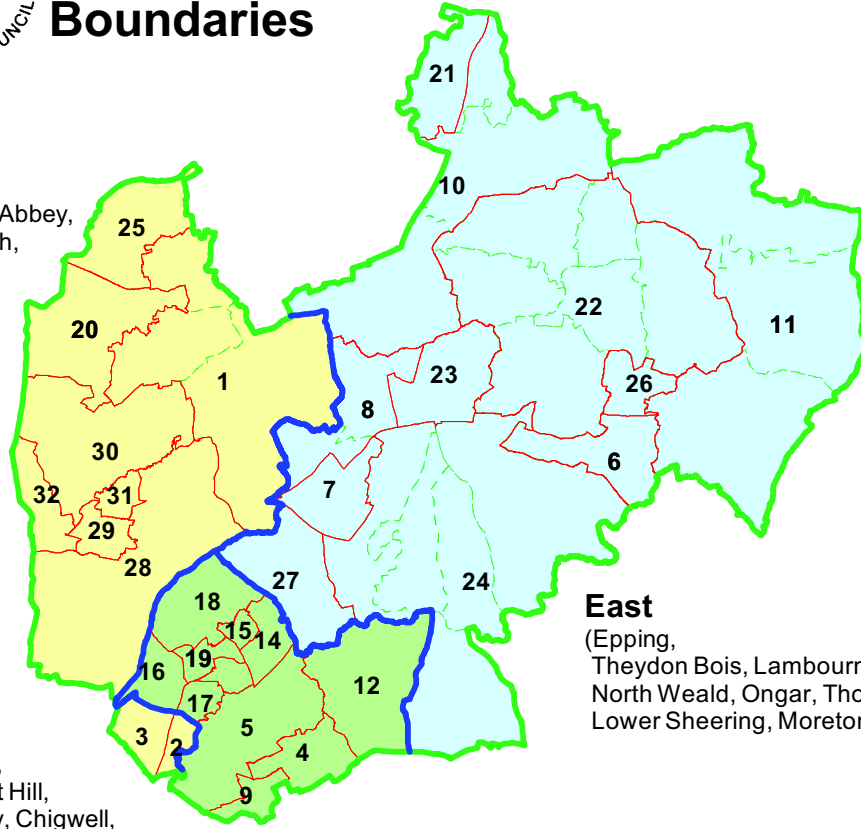 UNCIL
Boundaries
21
10
Abbey,
h,
25
22
11
20
1
23
26
8
30
6
7
32
31
29
28
27
24
18
15
14
19
16
12
17
5
3
2
4
9
East
(Epping,
Theydon Bois, Lambourn
North Weald, Ongar, Tho
Lower Sheering, Moreton
t Hill,
y, Chigwell,